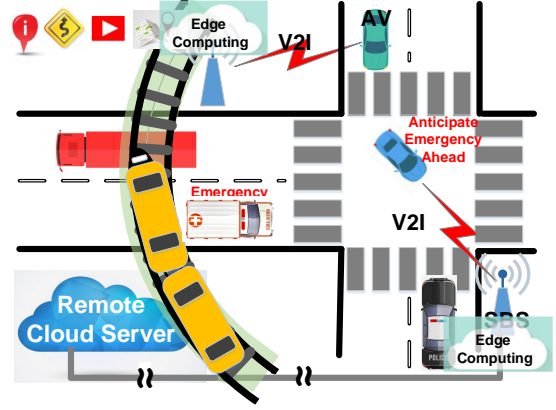 i
Edge
Computing
V2I
AV
Anticipate
Emergency
Ahead
Emergency
V2I
Remote
Cloud Server
POLICE
SBS
Edge
Computing